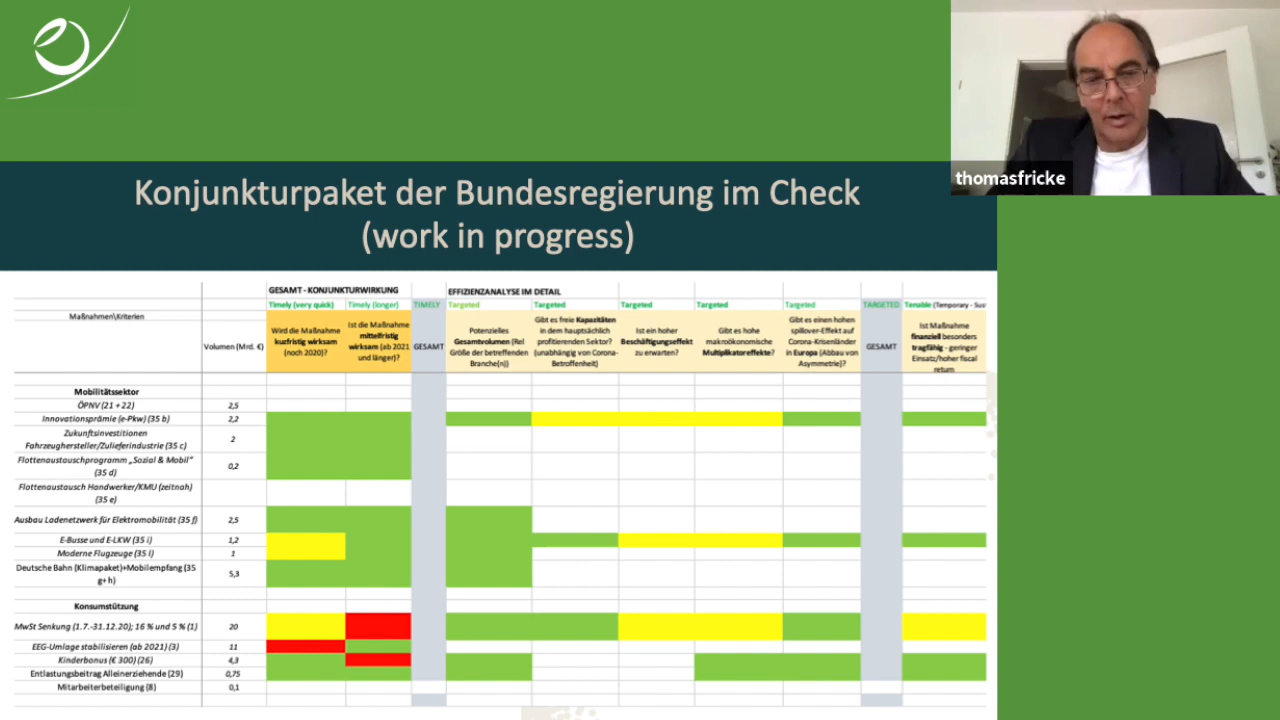 thomasfricke
Konjunkturpaket der Bundesregierung im Check
(work in progress)
GESAMT - KONJUNKTURWIRKUNG
EFFIZIENZANALYSE IM DETAIL
Timely (very quick) Timely (longer) TIMELY Targeted Targeted Targeted Targeted Targeted TARGETED Tenable (Temporary - Sus
Maßnahmen\Kriterien
Volumen (Mrd. €)
Wird die Maßnahme
kuzfristig wirksam
(noch 2020)?
Ist die Maßnahme
mittelfristig
wirksam (ab 2021
und länger)?
GESAMT
Potenzielles
Gesamtvolumen (Rel
Größe der betreffenden
Branche(n))
Gibt es freie Kapazitäten
in dem hauptsächlich
profitierenden Sektor?
(unabhängig von Corona-
Betroffenheit)
Ist ein hoher
Beschäftigungseffekt
zu erwarten?
Gibt es hohe
makroökonomische
Multiplikatoreffekte?
Gibt es einen hohen
spillover-Effekt auf
Corona-Krisenländer
in Europa (Abbau von
Asymmetrie)?
GESAMT
Ist Maßnahme
finanziell besonders
tragfähig - geringer
Einsatz/hoher fiscal
return
Mobilitätssektor
ÖPNV (21 + 22) 2,5
Innovationsprämie (e-Pkw) (35 b) 2,2
Zukunftsinvestitionen
Fahrzeughersteller/Zulieferindustrie (35 c) 2
Flottenaustauschprogramm „Sozial & Mobil"
(35 d) 0,2
Flottenaustausch Handwerker/KMU (zeitnah)
(35 e)
Ausbau Ladenetzwerk für Elektromobilität (35 f) 2,5
E-Busse und E-LKW (35 i) 1,2
Moderne Flugzeuge (35 l) 1
Deutsche Bahn (Klimapaket)+Mobilempfang (35
g+ h) 5,3
Konsumstützung
MwSt Senkung (1.7.-31.12.20); 16 % und 5 % (1) 20
EEG-Umlage stabilisieren (ab 2021) (3) 11
Kinderbonus (€ 300) (26) 4,3
Entlastungsbeitrag Alleinerziehende (29) 0,75
Mitarbeiterbeteiligung (8) 0,1